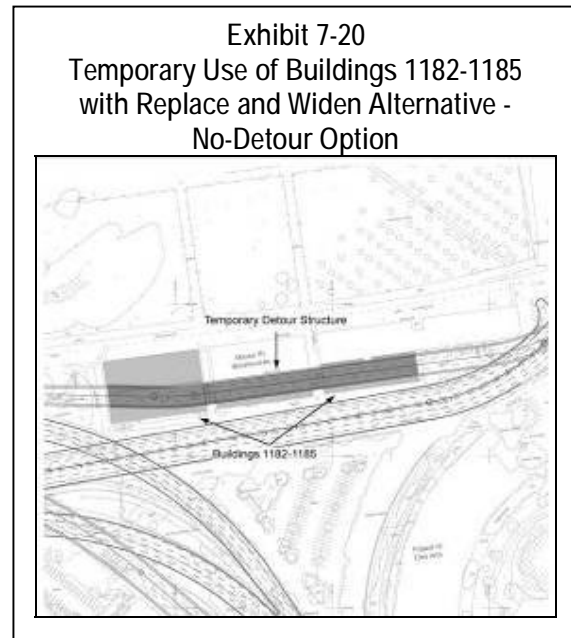 Exhibit 7-20
Temporary Use of Buildings 1182-1185
with Replace and Widen Alternative -
No-Detour Option
Temporary Detour Structure
Buildings 1182-1185